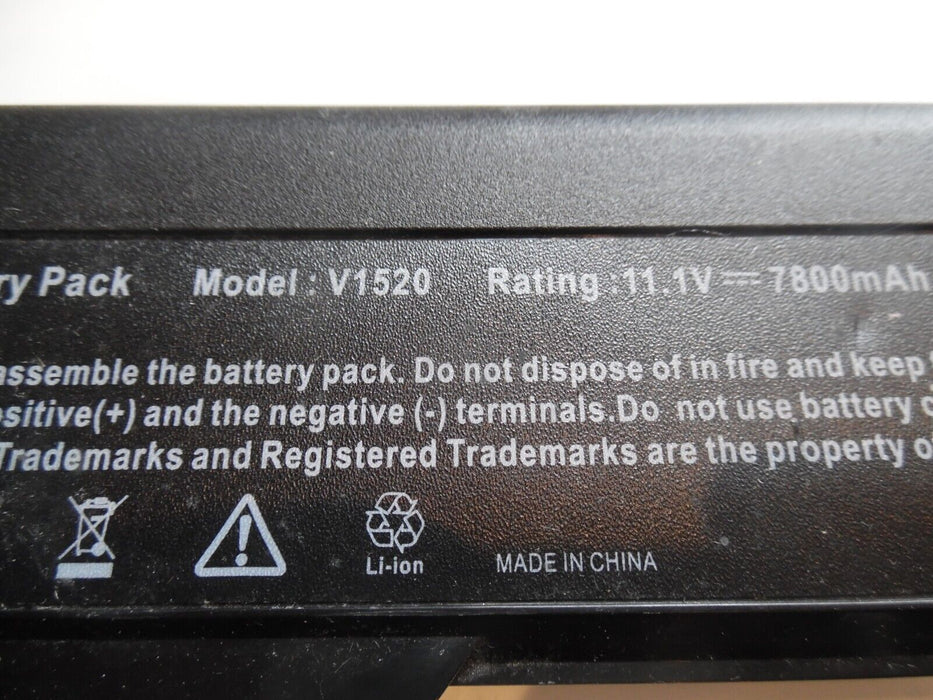 ry Pack Model : V1520 Rating :11.1V ⎓ 7800mAh
assemble the battery pack. Do not dispose of in fire and keep
ositive(+) and the negative (-) terminals.Do not use battery
Trademarks and Registered Trademarks are the property of
Li-ion
MADE IN CHINA